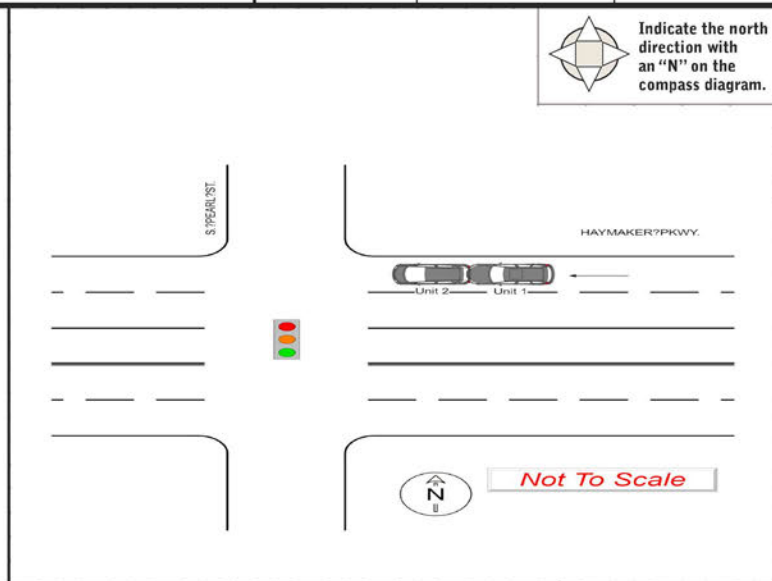 Indicate the north
direction with
an “N” on the
compass diagram.
S.?PEARL?ST.
HAYMAKER?PKWY.
Unit 2
Unit 1
Not To Scale
N